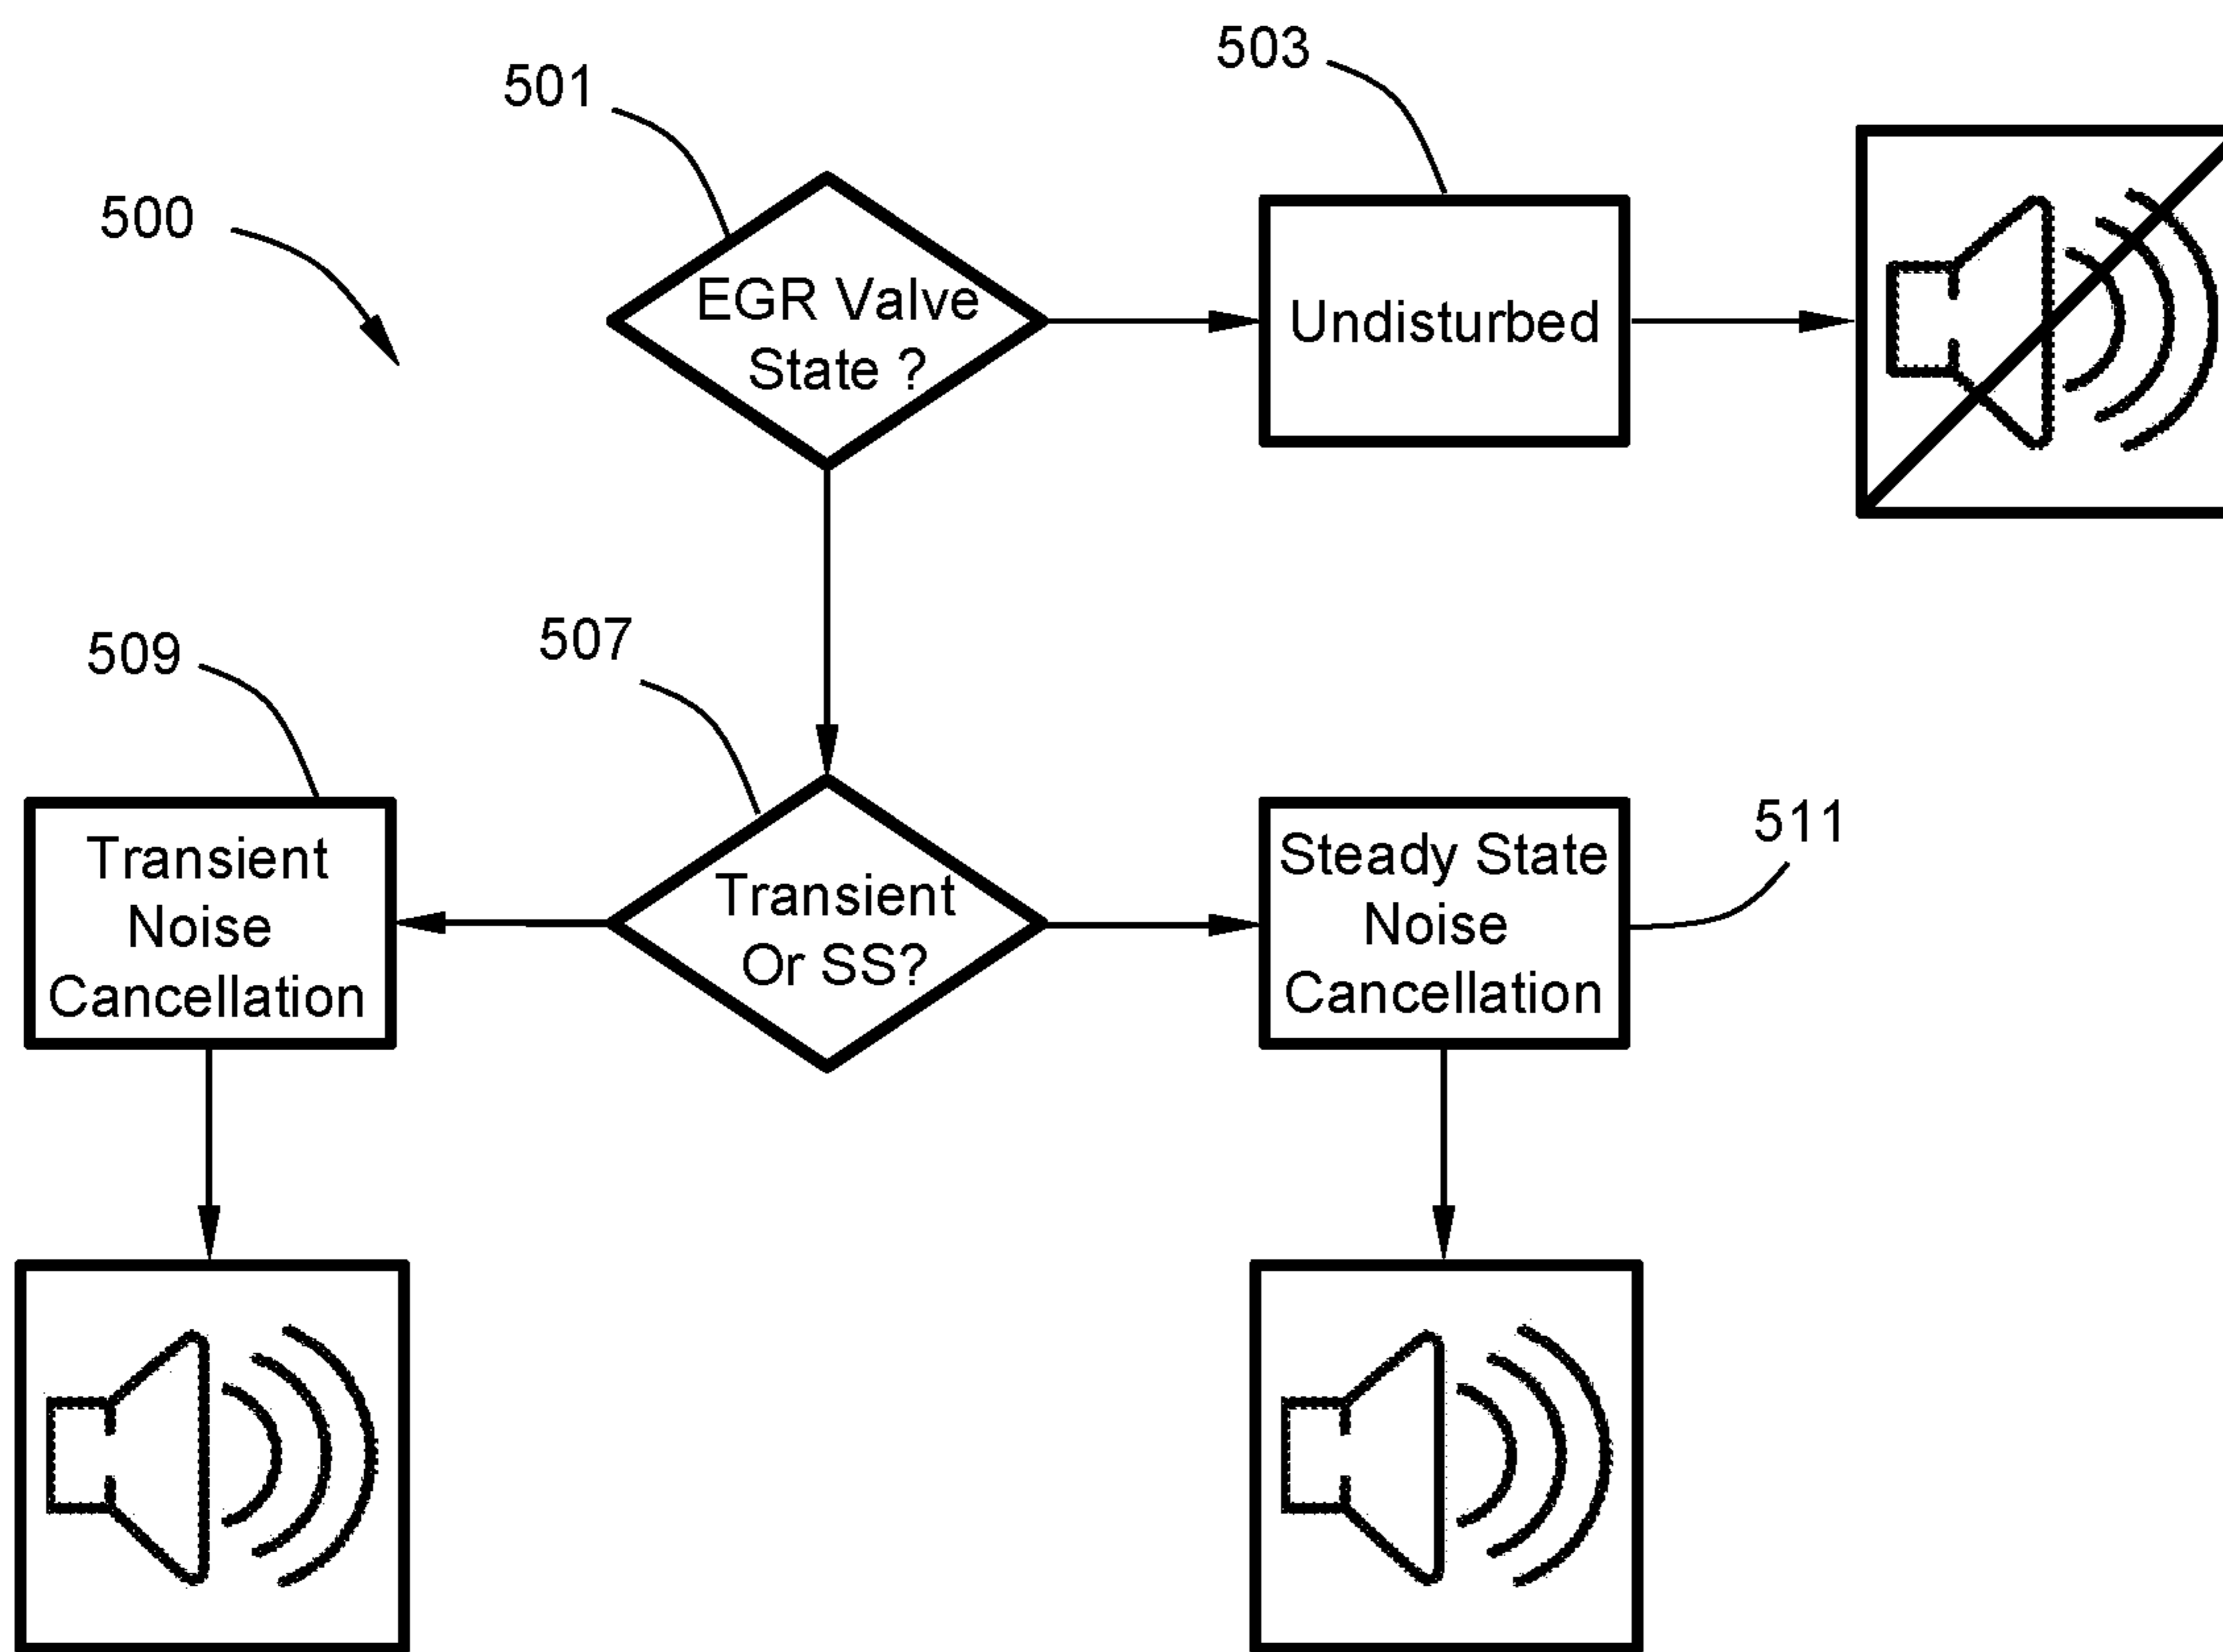 503
501
500
EGR Valve
State ?
Undisturbed
509
507
511
Transient
Noise
Cancellation
Transient
Or SS?
Steady State
Noise
Cancellation